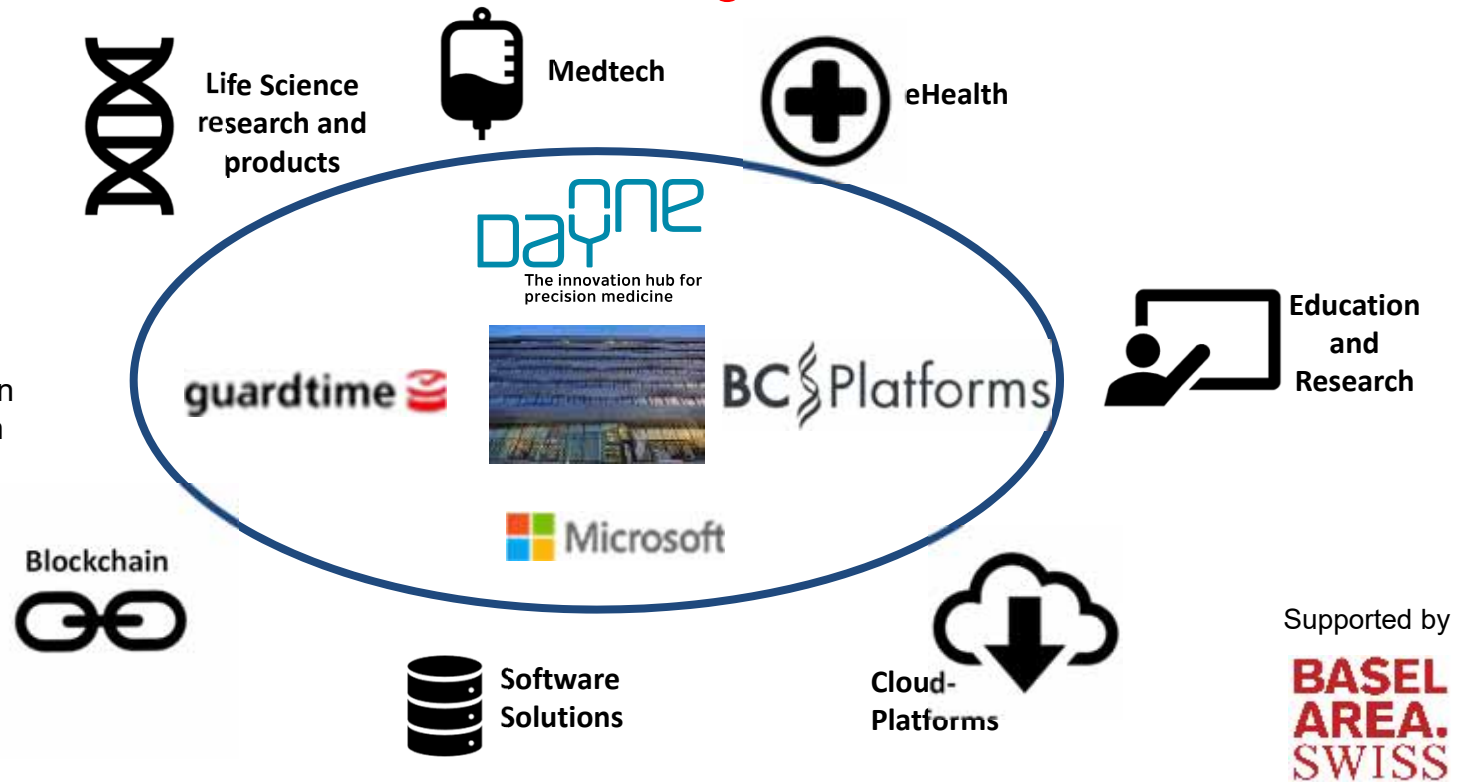 Life Science
research and
products
Medtech
eHealth
Dayone
The innovation hub for
precision medicine
Education
and
Research
guardtime
BC Platforms
Microsoft
Blockchain
Software
Solutions
Cloud-
Platforms
Supported by
BASEL
AREA.
SWISS